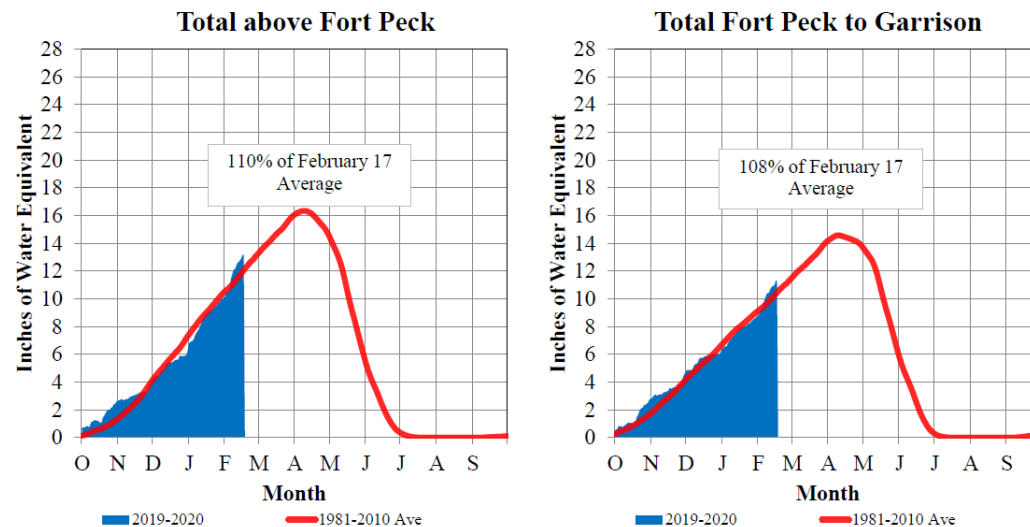 Total above Fort Peck
28
26
24
22
20
18
16
14
12
10
8
6
4
2
0
Inches of Water Equivalent
110% of February 17
Average
O N D J F M A M J J A S
Month
2019-2020 1981-2010 Ave
Total Fort Peck to Garrison
28
26
24
22
20
18
16
14
12
10
8
6
4
2
0
Inches of Water Equivalent
108% of February 17
Average
O N D J F M A M J J A S
Month
2019-2020 1981-2010 Ave